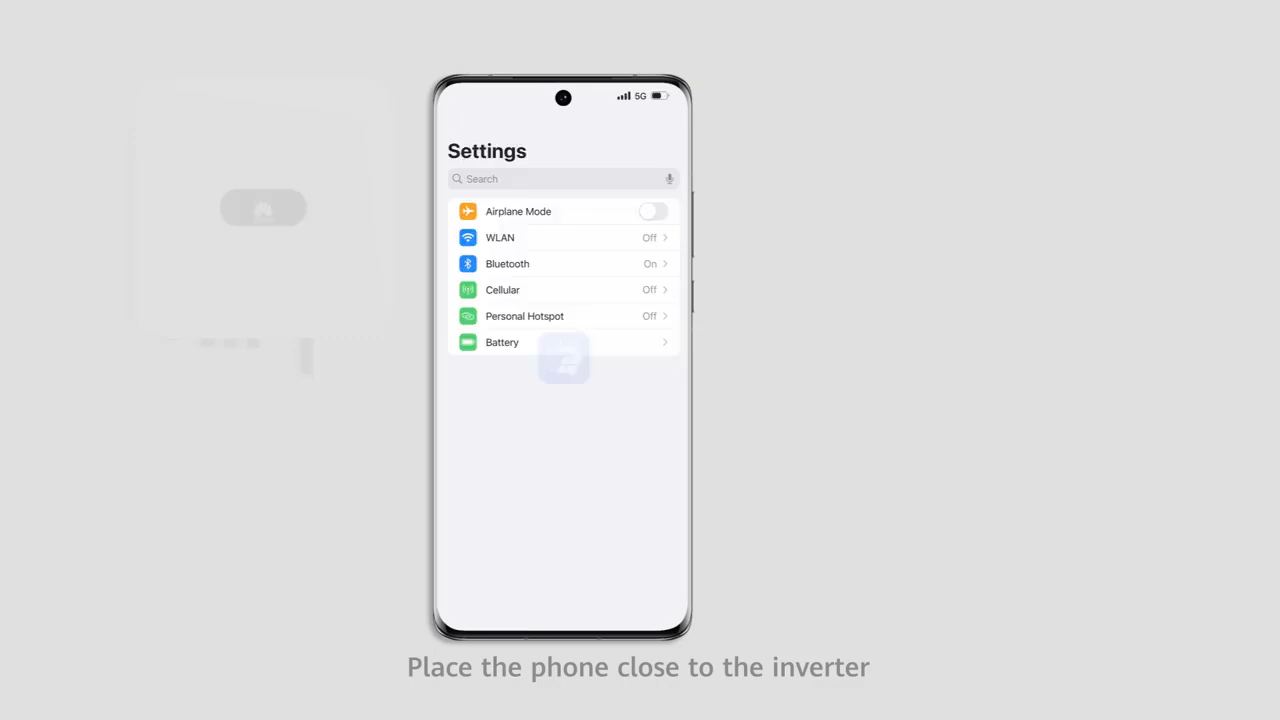 5G
Settings
Search
Airplane Mode
WLAN Off
Bluetooth On
Cellular Off
Personal Hotspot Off
Battery
Place the phone close to the inverter